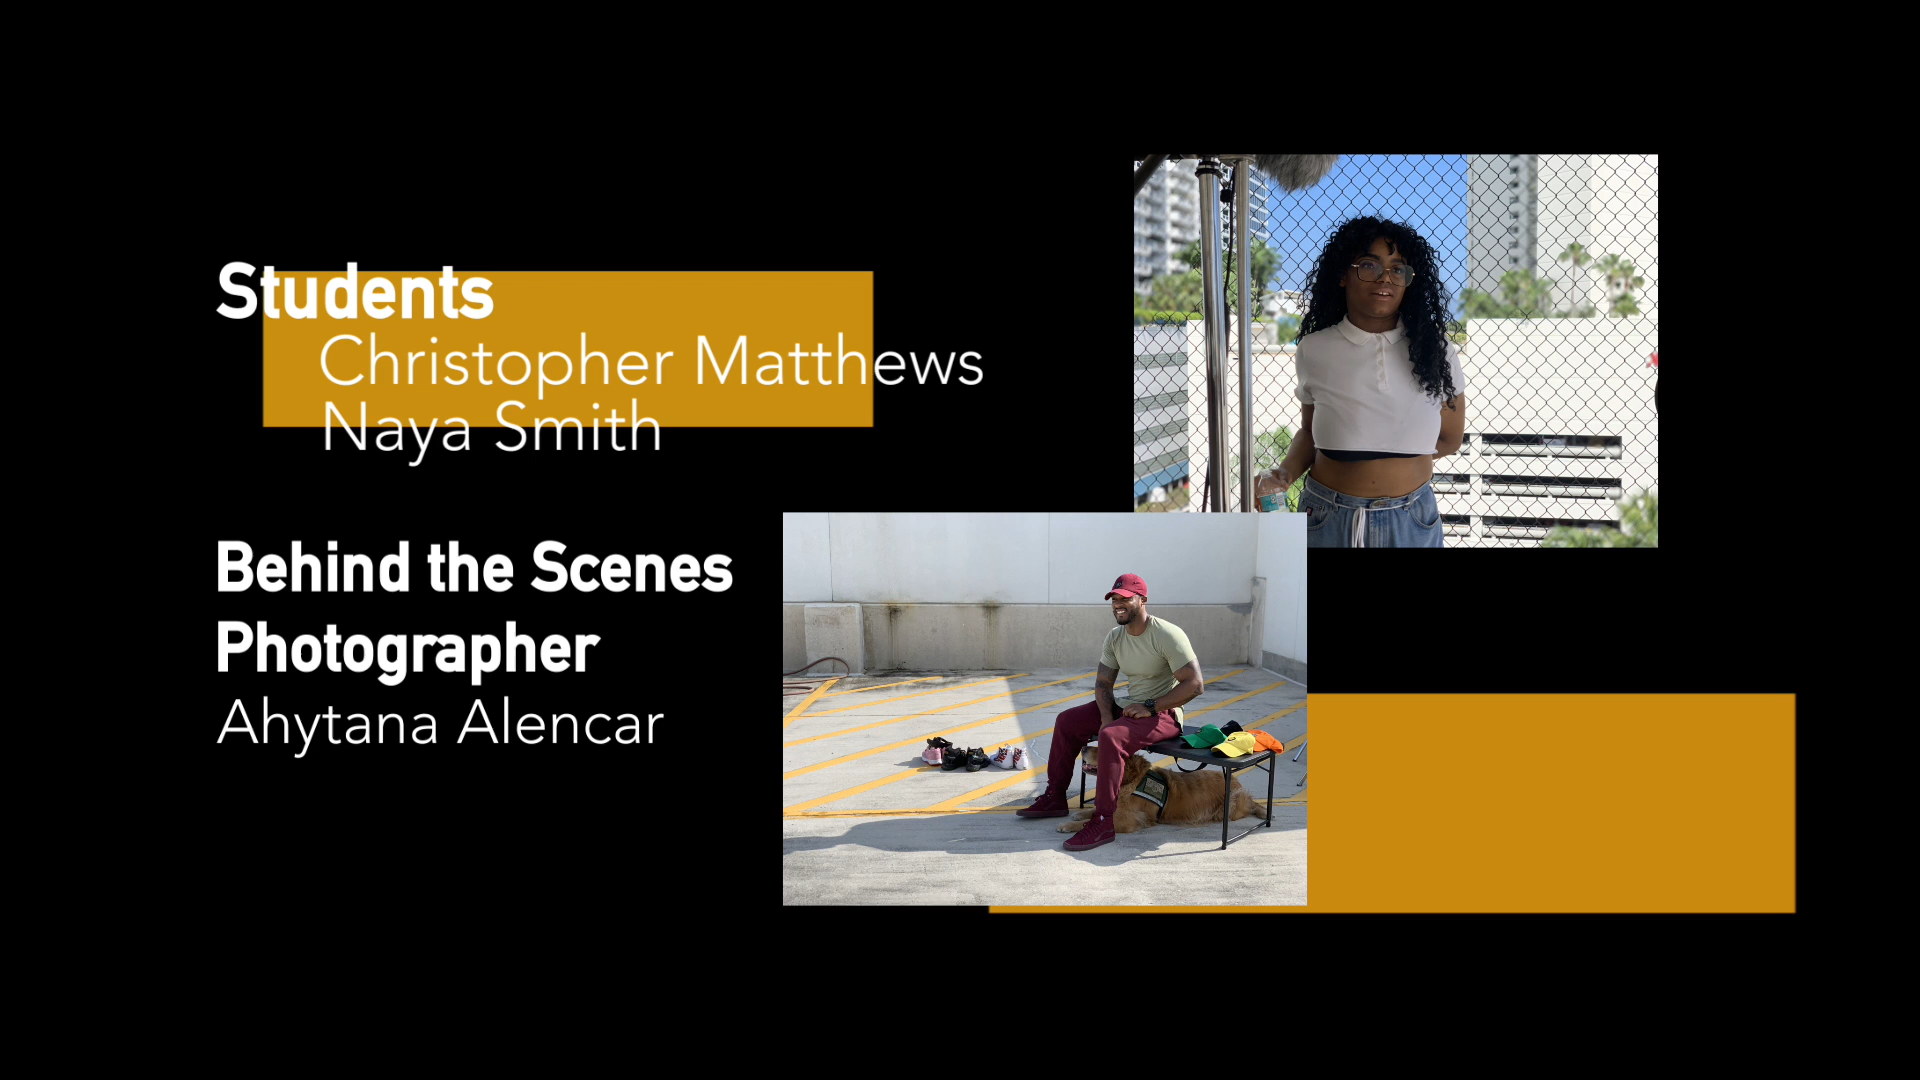 Students
Christopher Matthews
Naya Smith
Behind the Scenes
Photographer
Ahytana Alencar